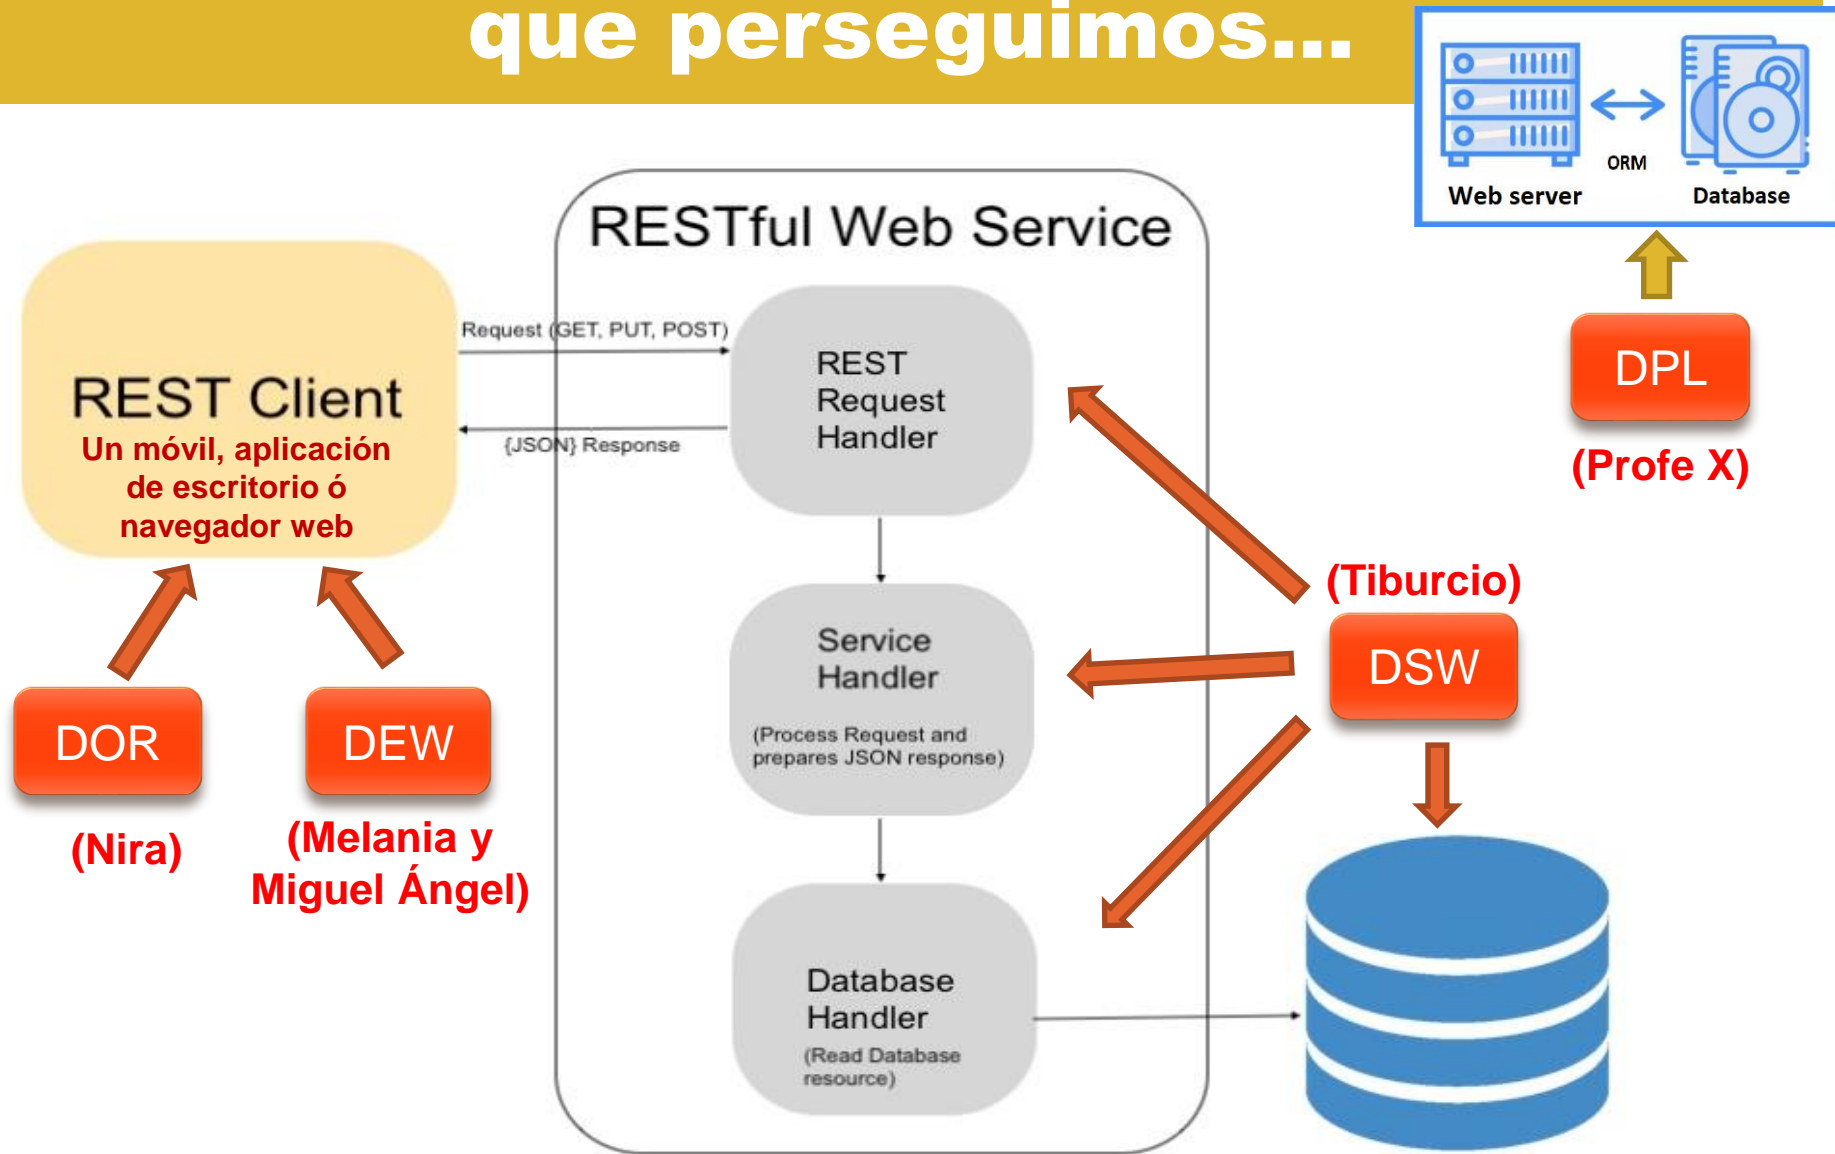 que perseguimos...
Web server
ORM
Database
RESTful Web Service
REST Client
Un móvil, aplicación
de escritorio ó
navegador web
Request (GET, PUT, POST)
{JSON} Response
REST
Request
Handler
DPL
(Profe X)
(Tiburcio)
DSW
Service
Handler
(Process Request and
prepares JSON response)
DOR
(Nira)
DEW
(Melania y
Miguel Ángel)
Database
Handler
(Read Database
resource)